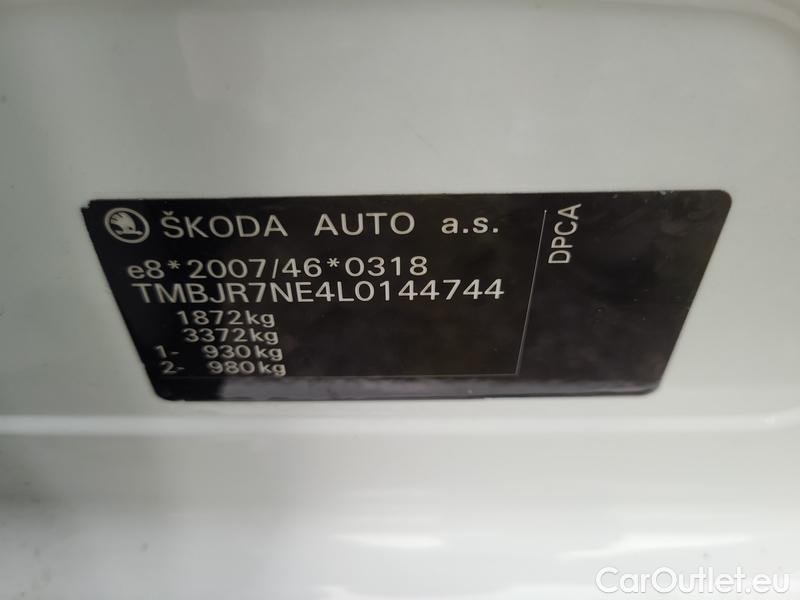 ŠKODA AUTO a.s.
e8*2007/46*0318
TMBJR7NE4L0144744
1872kg
3372kg
1- 930kg
2- 980kg
DPCA
CarOutlet.eu